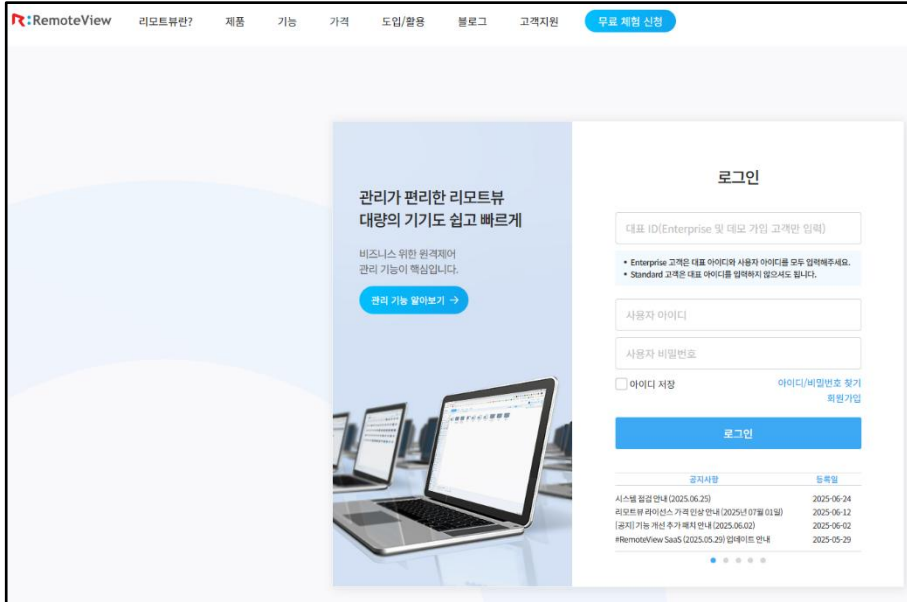 R:RemoteView 리모트뷰란? 제품 기능 가격 도입/활용 블로그 고객지원 무료 체험 신청
관리가 편리한 리모트뷰
대량의 기기도 쉽고 빠르게
비즈니스 위한 원격제어
관리 기능이 핵심입니다.
관리 기능 알아보기 →
로그인
대표 ID(Enterprise 및 데모 가입 고객만 입력)
• Enterprise 고객은 대표 아이디와 사용자 아이디를 모두 입력해주세요.
• Standard 고객은 대표 아이디를 입력하지 않으셔도 됩니다.
사용자 아이디
사용자 비밀번호
아이디 저장 아이디/비밀번호 찾기
회원가입
로그인
공지사항 등록일
시스템 점검 안내 (2025.06.25) 2025-06-24
리모트뷰 라이선스 가격 인상 안내 (2025년 07월 01일) 2025-06-12
[공지] 기능 개선 추가 패치 안내 (2025.06.02) 2025-06-02
#RemoteView SaaS (2025.05.29) 업데이트 안내 2025-05-29